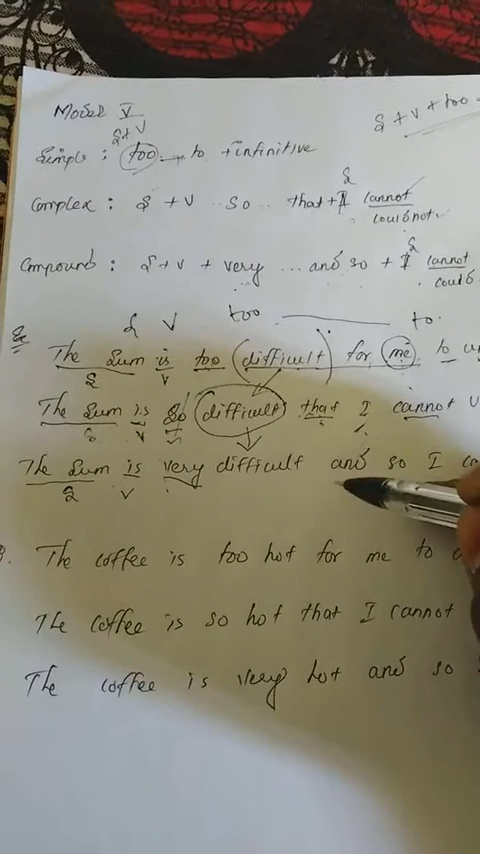 Model V
S + V + too
S + V
Simple : too ... to + infinitive
S
Complex : S + V so .. that + I cannot
could not.
S
Compound : S + V + very ... and so + I cannot
could
S V too ____ to.
The Sum is too (difficult) for me to
S V
The Sum is so (difficult) that I cannot
S V
The Sum is very difficult and so I
S V
The coffee is too hot for me to
The coffee is so hot that I cannot
The coffee is very hot and so